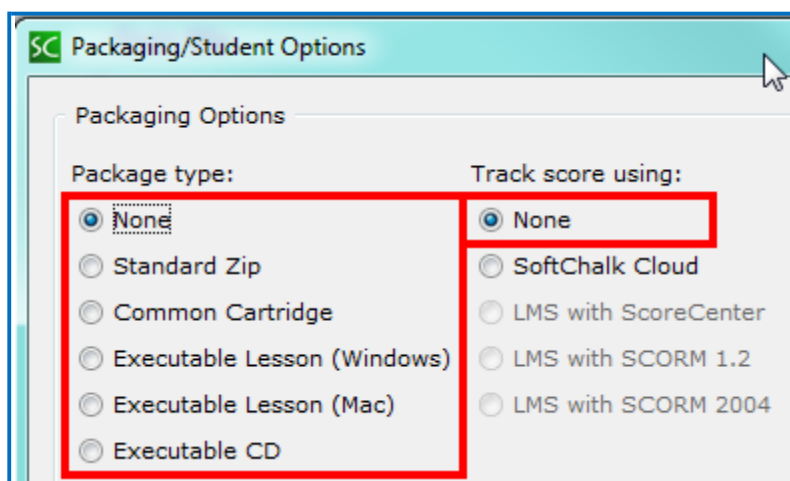 SC Packaging/Student Options
Packaging Options
Package type:
None
Standard Zip
Common Cartridge
Executable Lesson (Windows)
Executable Lesson (Mac)
Executable CD
Track score using:
None
SoftChalk Cloud
LMS with ScoreCenter
LMS with SCORM 1.2
LMS with SCORM 2004